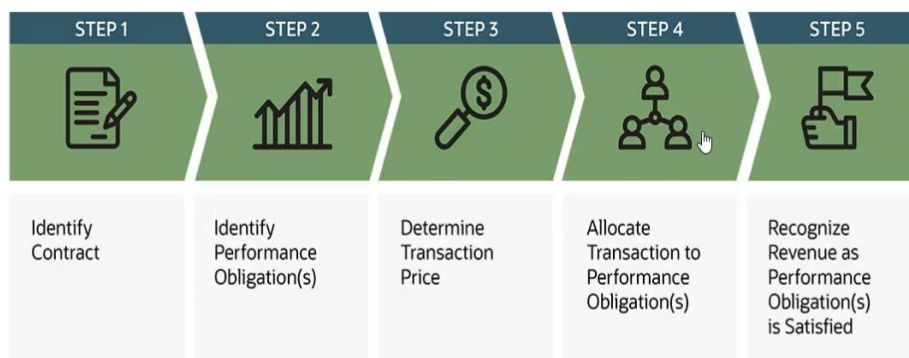 STEP 1
STEP 2
STEP 3
STEP 4
STEP 5
$
Identify
Contract
Identify
Performance
Obligation(s)
Determine
Transaction
Price
Allocate
Transaction to
Performance
Obligation(s)
Recognize
Revenue as
Performance
Obligation(s)
is Satisfied